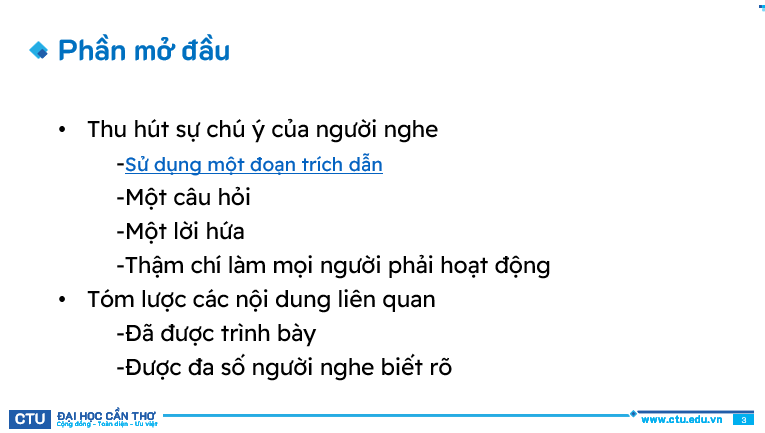 Phần mở đầu
• Thu hút sự chú ý của người nghe
-Sử dụng một đoạn trích dẫn
-Một câu hỏi
-Một lời hứa
-Thậm chí làm mọi người phải hoạt động
• Tóm lược các nội dung liên quan
-Đã được trình bày
-Được đa số người nghe biết rõ
CTU ĐẠI HỌC CẦN THƠ
Cộng đồng - Toàn diện - Ưu việt
www.ctu.edu.vn 3